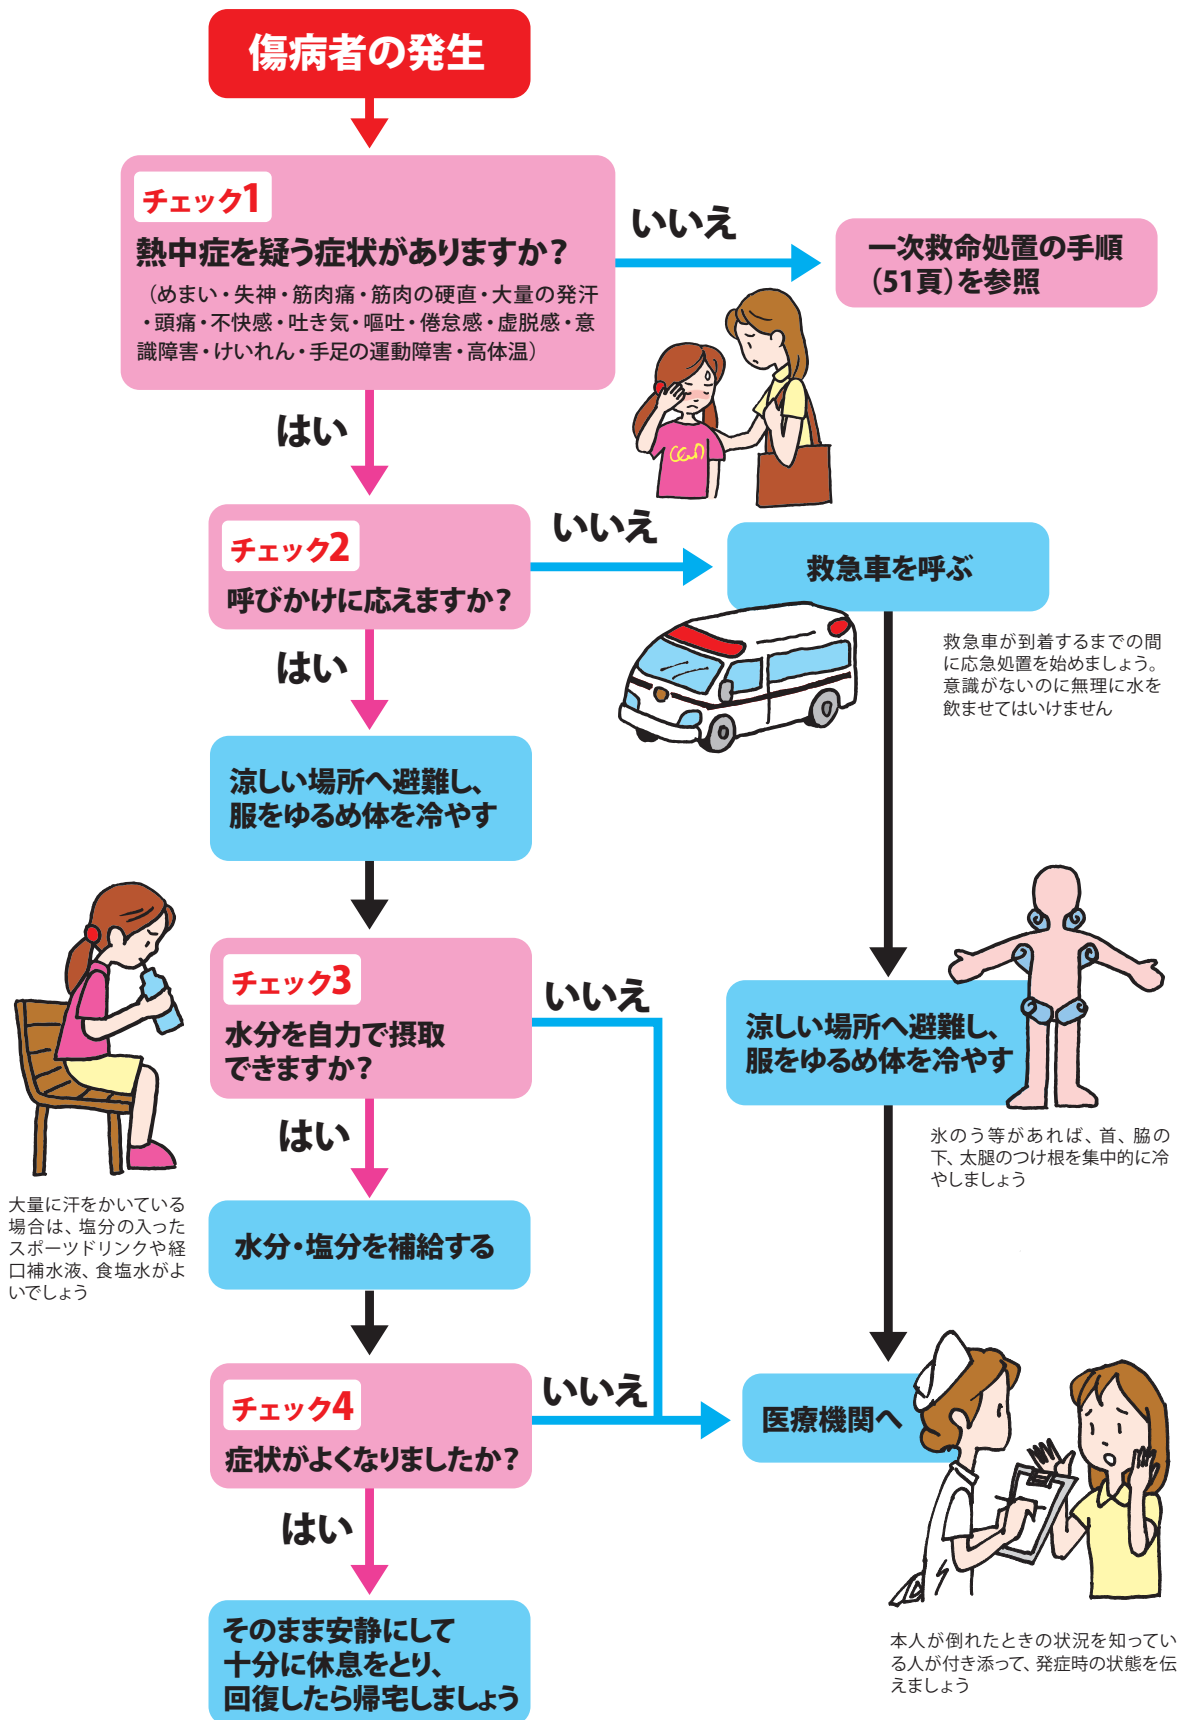 傷病者の発生
チェック1
熱中症を疑う症状がありますか？
（めまい・失神・筋肉痛・筋肉の硬直・大量の発汗
・頭痛・不快感・吐き気・嘔吐・倦怠感・虚脱感・意
識障害・けいれん・手足の運動障害・高体温）
いいえ
一次救命処置の手順
（51頁）を参照
はい
チェック2
呼びかけに応えますか？
いいえ
救急車を呼ぶ
救急車が到着するまでの間
に応急処置を始めましょう。
意識がないのに無理に水を
飲ませてはいけません
はい
涼しい場所へ避難し、
服をゆるめ体を冷やす
チェック3
水分を自力で摂取
できますか？
いいえ
涼しい場所へ避難し、
服をゆるめ体を冷やす
氷のう等があれば、首、脇の
下、太腿のつけ根を集中的に冷
やしましょう
はい
大量に汗をかいている
場合は、塩分の入った
スポーツドリンクや経
口補水液、食塩水がよ
いでしょう
水分・塩分を補給する
チェック4
症状がよくなりましたか？
いいえ
医療機関へ
はい
そのまま安静にして
十分に休息をとり、
回復したら帰宅しましょう
本人が倒れたときの状況を知ってい
る人が付き添って、発症時の状態を伝
えましょう